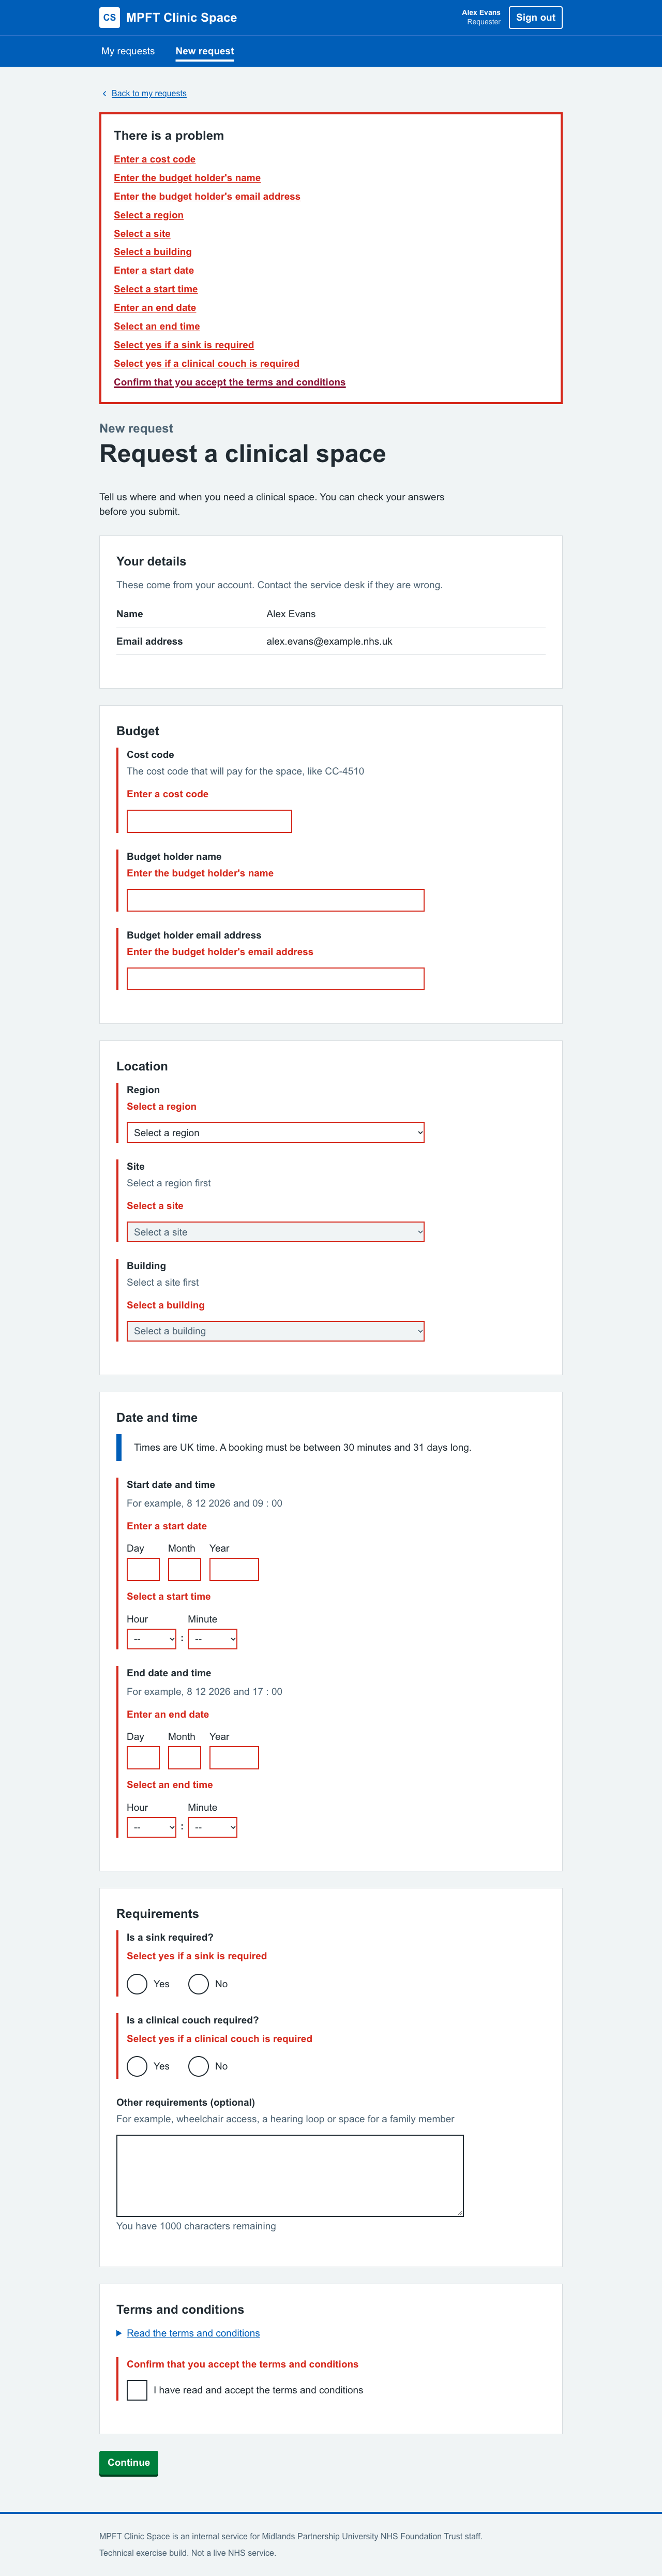 CS MPFT Clinic Space
Alex Evans
Requester
Sign out
My requests
New request
Back to my requests
There is a problem
Enter a cost code
Enter the budget holder's name
Enter the budget holder's email address
Select a region
Select a site
Select a building
Enter a start date
Select a start time
Enter an end date
Select an end time
Select yes if a sink is required
Select yes if a clinical couch is required
Confirm that you accept the terms and conditions
New request
Request a clinical space
Tell us where and when you need a clinical space. You can check your answers
before you submit.
Your details
These come from your account. Contact the service desk if they are wrong.
Name Alex Evans
Email address alex.evans@example.nhs.uk
Budget
Cost code
The cost code that will pay for the space, like CC-4510
Enter a cost code
Budget holder name
Enter the budget holder's name
Budget holder email address
Enter the budget holder's email address
Location
Region
Select a region
Select a region
Site
Select a region first
Select a site
Select a site
Building
Select a site first
Select a building
Select a building
Date and time
Times are UK time. A booking must be between 30 minutes and 31 days long.
Start date and time
For example, 8 12 2026 and 09 : 00
Enter a start date
Day Month Year
Select a start time
Hour Minute
-- : --
End date and time
For example, 8 12 2026 and 17 : 00
Enter an end date
Day Month Year
Select an end time
Hour Minute
-- : --
Requirements
Is a sink required?
Select yes if a sink is required
Yes No
Is a clinical couch required?
Select yes if a clinical couch is required
Yes No
Other requirements (optional)
For example, wheelchair access, a hearing loop or space for a family member
You have 1000 characters remaining
Terms and conditions
Read the terms and conditions
Confirm that you accept the terms and conditions
I have read and accept the terms and conditions
Continue
MPFT Clinic Space is an internal service for Midlands Partnership University NHS Foundation Trust staff.
Technical exercise build. Not a live NHS service.